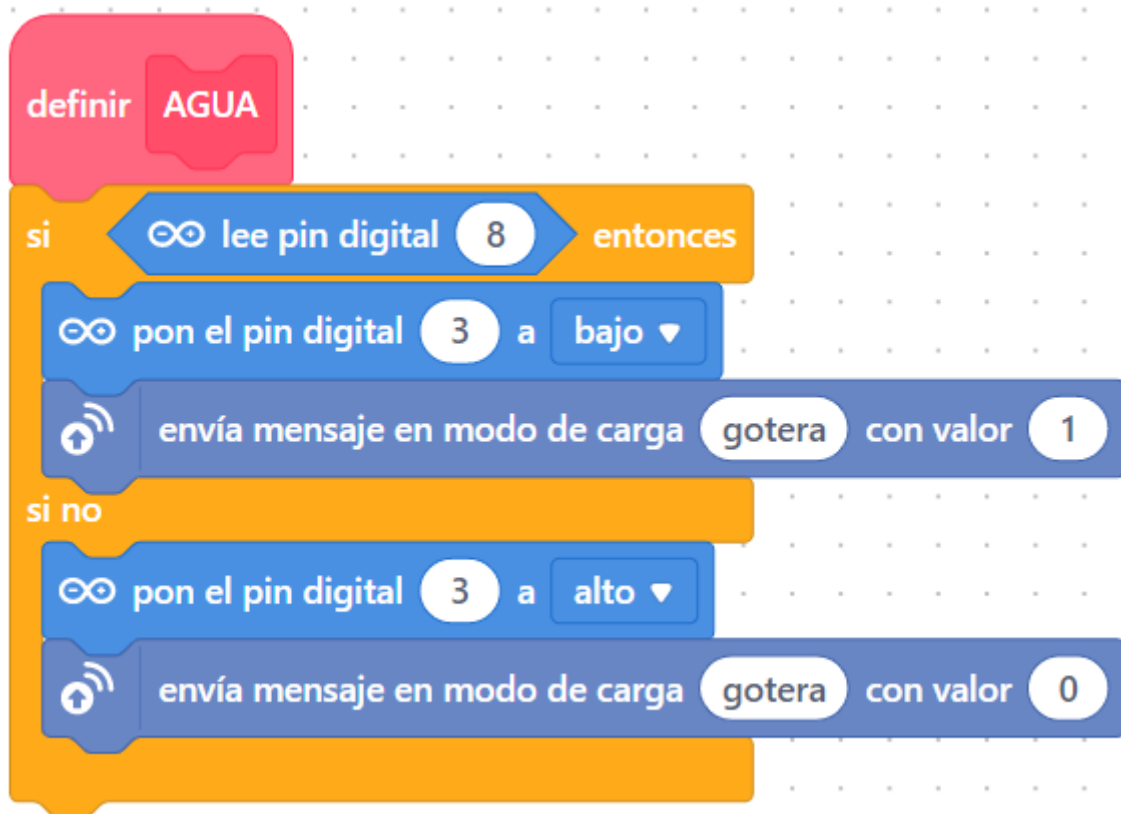 definir AGUA
si lee pin digital 8 entonces
pon el pin digital 3 a bajo
envía mensaje en modo de carga gotera con valor 1
si no
pon el pin digital 3 a alto
envía mensaje en modo de carga gotera con valor 0